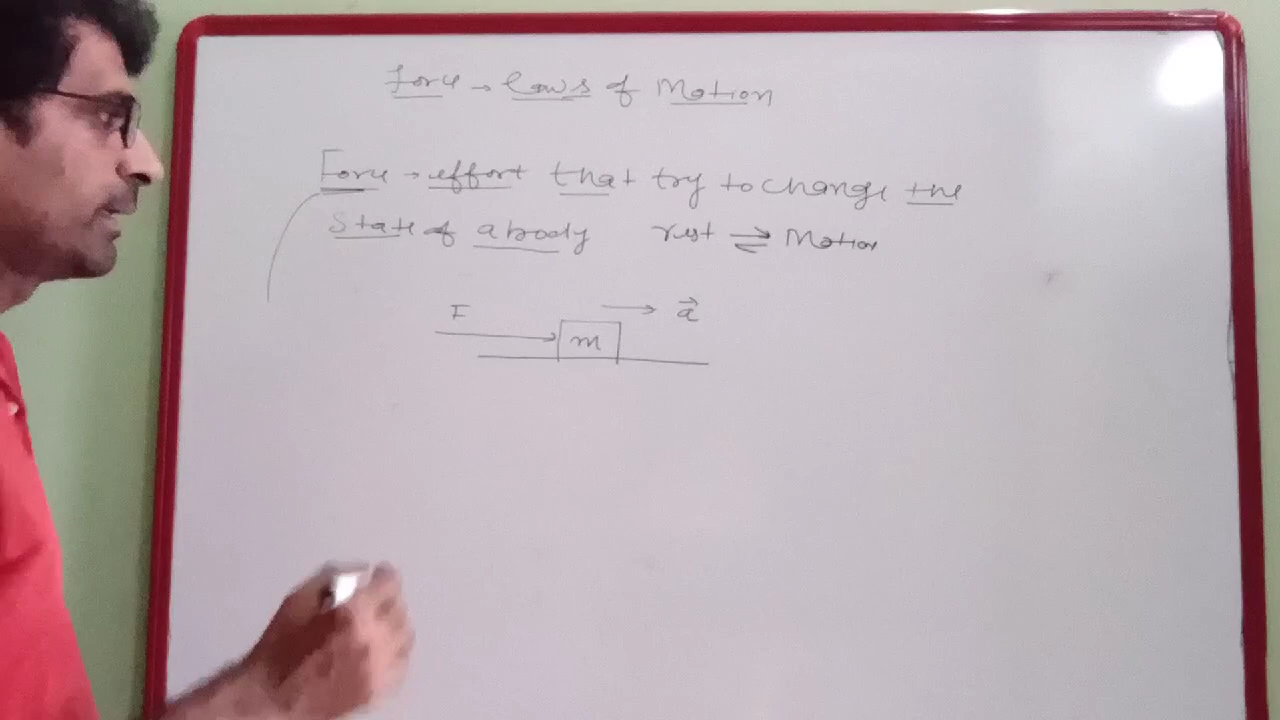 Force → laws of Motion
Force → effort that try to change the
State of a body rest ⇌ Motion
F → a⃗
m